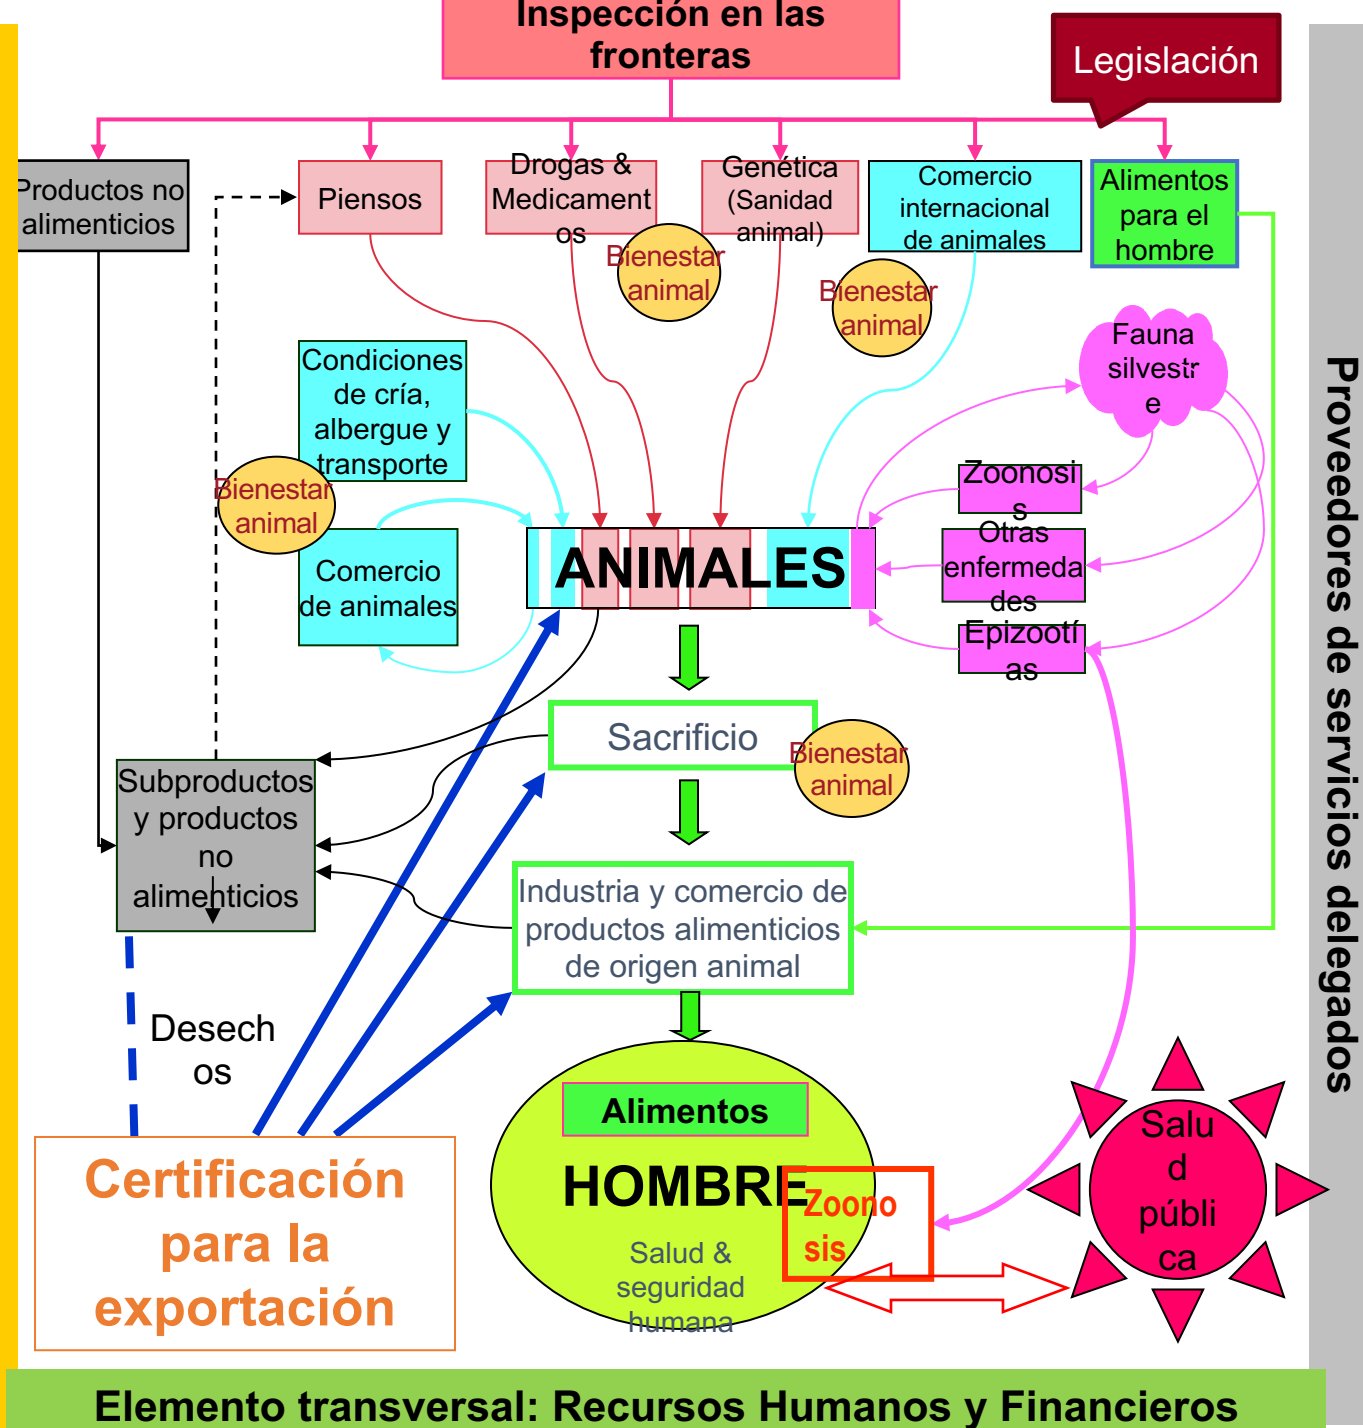 Inspección en las
fronteras
Legislación
Productos no
alimenticios
Piensos
Drogas &
Medicament
os
Genética
(Sanidad
animal)
Comercio
internacional
de animales
Alimentos
para el
hombre
Bienestar
animal
Bienestar
animal
Fauna
silvestr
e
Condiciones
de cría,
albergue y
transporte
Bienestar
animal
Comercio
de animales
ANIMALES
Zoonosi
s
Otras
enfermeda
des
Epizootí
as
Proveedores de servicios delegados
Sacrificio
Bienestar
animal
Subproductos
y productos
no
alimenticios
Industria y comercio de
productos alimenticios
de origen animal
Desech
os
Alimentos
HOMBRE
Zoono
sis
Salud &
seguridad
humana
Salu
d
públi
ca
Certificación
para la
exportación
Elemento transversal: Recursos Humanos y Financieros